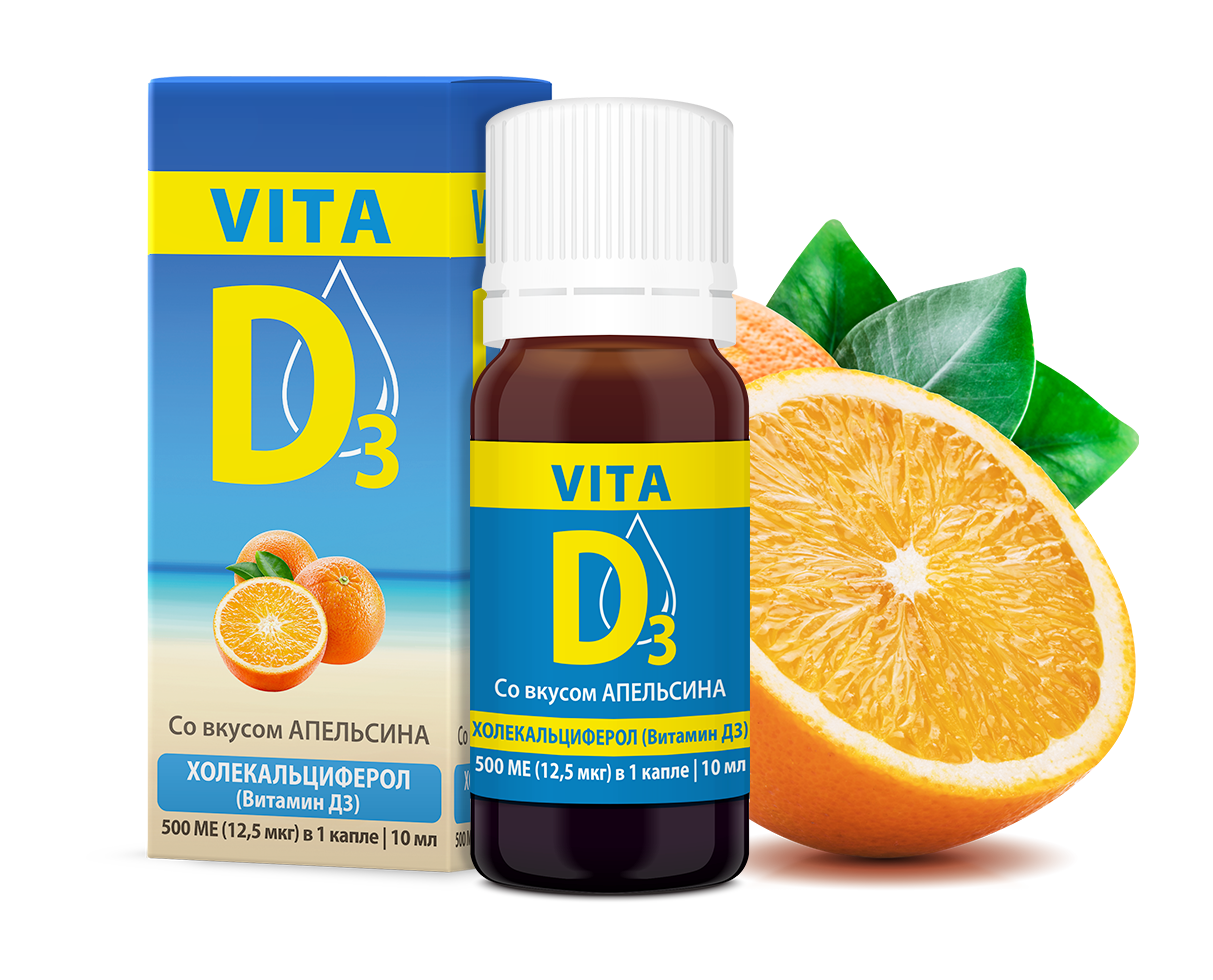 VITA
D3
Со вкусом АПЕЛЬСИНА
ХОЛЕКАЛЬЦИФЕРОЛ
(Витамин Д3)
500 МЕ (12,5 мкг) в 1 капле | 10 мл
VITA
D3
Со вкусом АПЕЛЬСИНА
ХОЛЕКАЛЬЦИФЕРОЛ (Витамин Д3)
500 МЕ (12,5 мкг) в 1 капле | 10 мл
Со